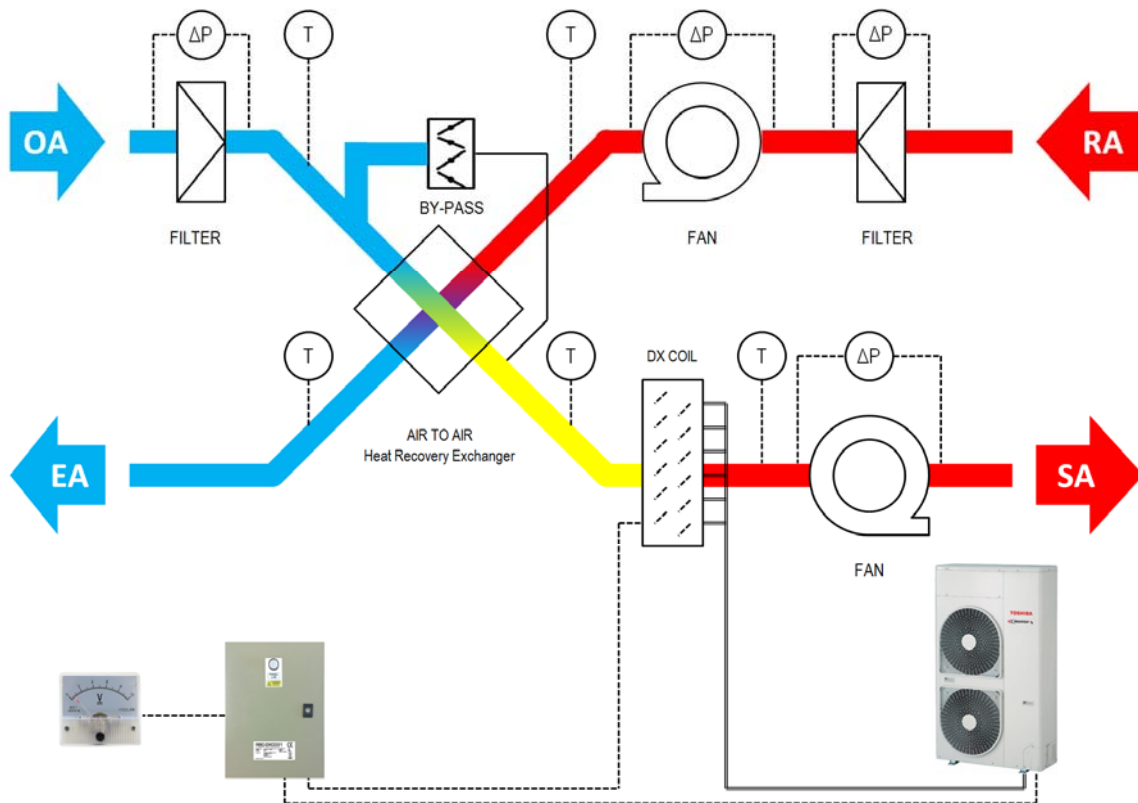 ΔP
T
T
ΔP
ΔP
OA
RA
BY-PASS
FILTER
FAN
FILTER
T
T
DX COIL
T
ΔP
AIR TO AIR
Heat Recovery Exchanger
EA
SA
FAN
TOSHIBA
V